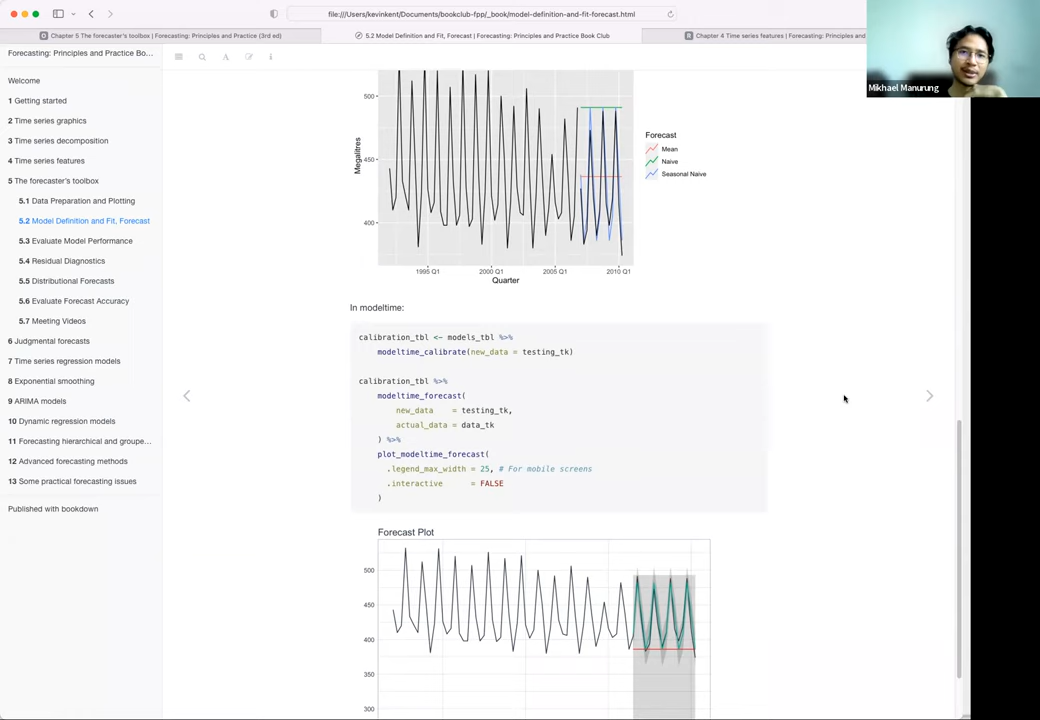 file:///Users/kevinkent/Documents/bookclub-fpp/_book/model-definition-and-fit-forecast.html
Chapter 5 The forecaster's toolbox | Forecasting: Principles and Practice (3rd ed)
5.2 Model Definition and Fit, Forecast | Forecasting: Principles and Practice Book Club
Chapter 4 Time series features | Forecasting: Principles and
Mikhael Manurung
Forecasting: Principles and Practice Bo...
Welcome
1 Getting started
2 Time series graphics
3 Time series decomposition
4 Time series features
5 The forecaster's toolbox
5.1 Data Preparation and Plotting
5.2 Model Definition and Fit, Forecast
5.3 Evaluate Model Performance
5.4 Residual Diagnostics
5.5 Distributional Forecasts
5.6 Evaluate Forecast Accuracy
5.7 Meeting Videos
6 Judgmental forecasts
7 Time series regression models
8 Exponential smoothing
9 ARIMA models
10 Dynamic regression models
11 Forecasting hierarchical and groupe...
12 Advanced forecasting methods
13 Some practical forecasting issues
Published with bookdown
Megalitres
500
450
400
1995 Q1
2000 Q1
2005 Q1
2010 Q1
Quarter
Forecast
Mean
Naive
Seasonal Naive
In modeltime:
calibration_tbl <- models_tbl %>%
modeltime_calibrate(new_data = testing_tk)
calibration_tbl %>%
modeltime_forecast(
new_data = testing_tk,
actual_data = data_tk
) %>%
plot_modeltime_forecast(
.legend_max_width = 25, # For mobile screens
.interactive = FALSE
)
Forecast Plot
500
450
400
350
300